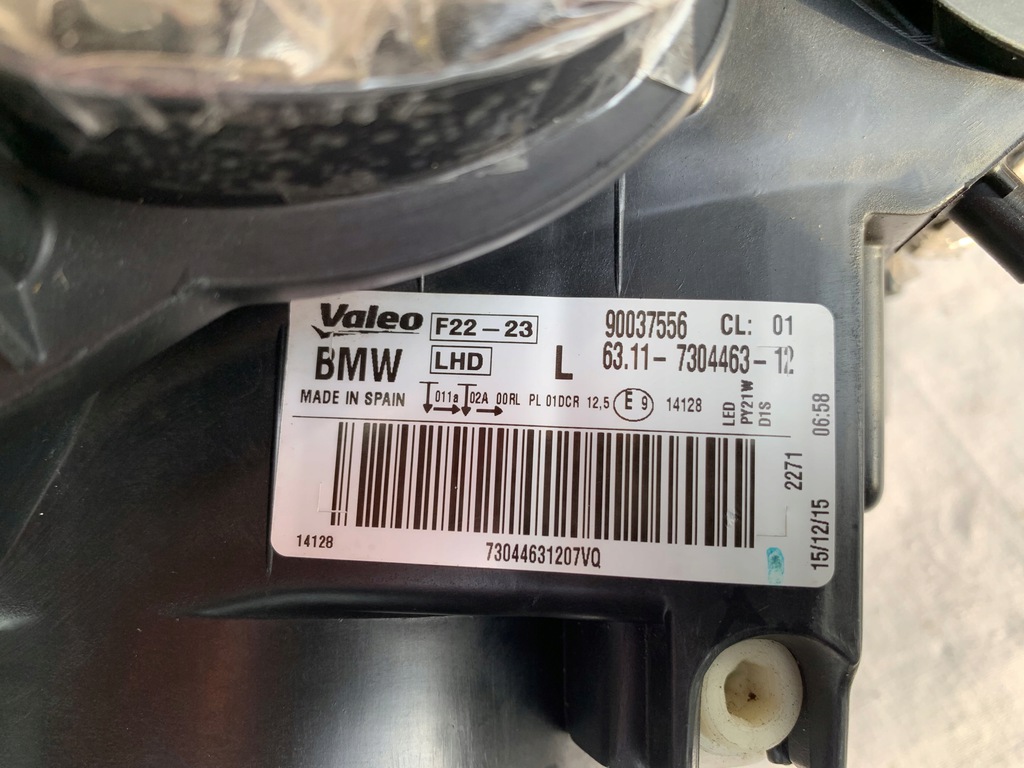 Valeo F22-23 90037556 CL: 01
BMW LHD L 63.11-7304463-12
MADE IN SPAIN 011a 02A 00RL PL 01DCR 12,5 E9 14128
LED
PY21W
D1S
2271
15/12/15 06:58
14128 73044631207VQ